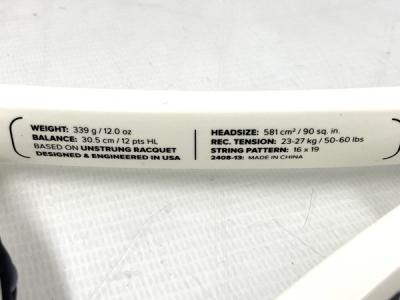 WEIGHT: 339 g / 12.0 oz
BALANCE: 30.5 cm / 12 pts HL
BASED ON UNSTRUNG RACQUET
DESIGNED & ENGINEERED IN USA
HEADSIZE: 581 cm² / 90 sq. in.
REC. TENSION: 23-27 kg / 50-60 lbs
STRING PATTERN: 16 x 19
2408-13: MADE IN CHINA